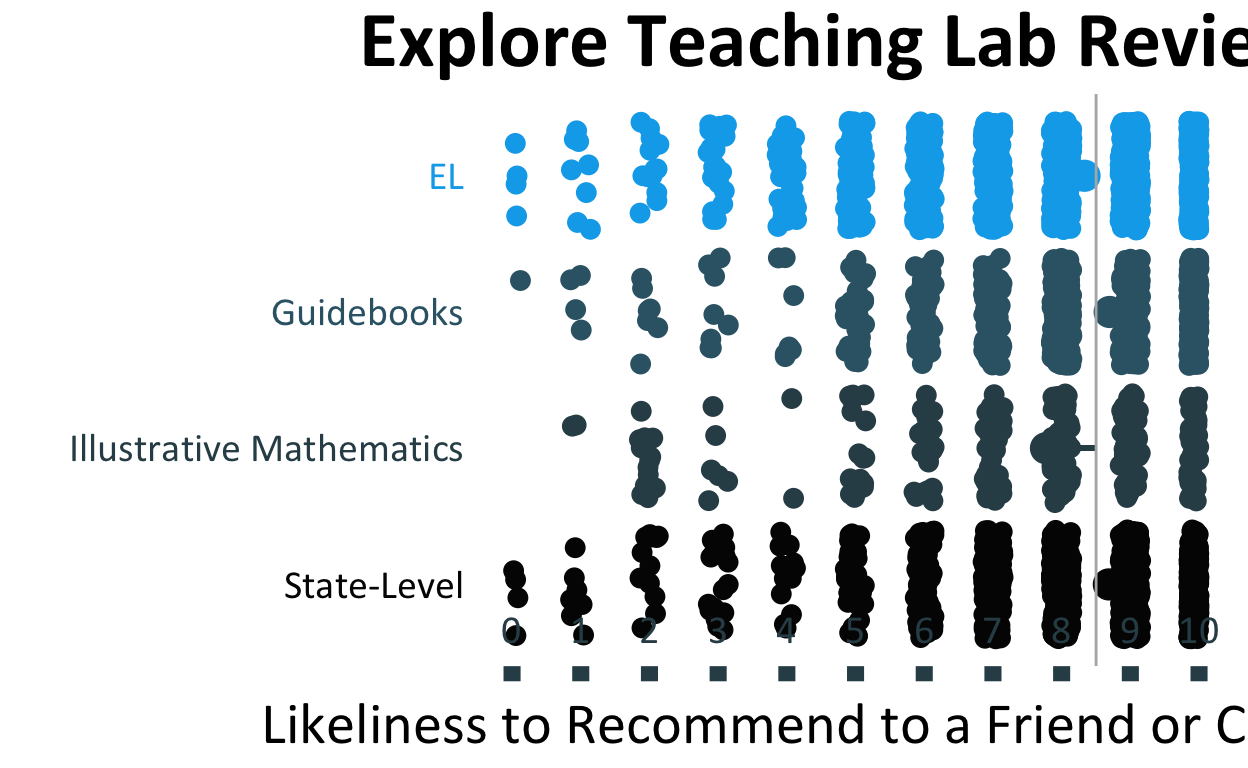 Explore Teaching Lab Revie
EL
Guidebooks
Illustrative Mathematics
State-Level
0 1 2 3 4 5 6 7 8 9 10
Likeliness to Recommend to a Friend or C